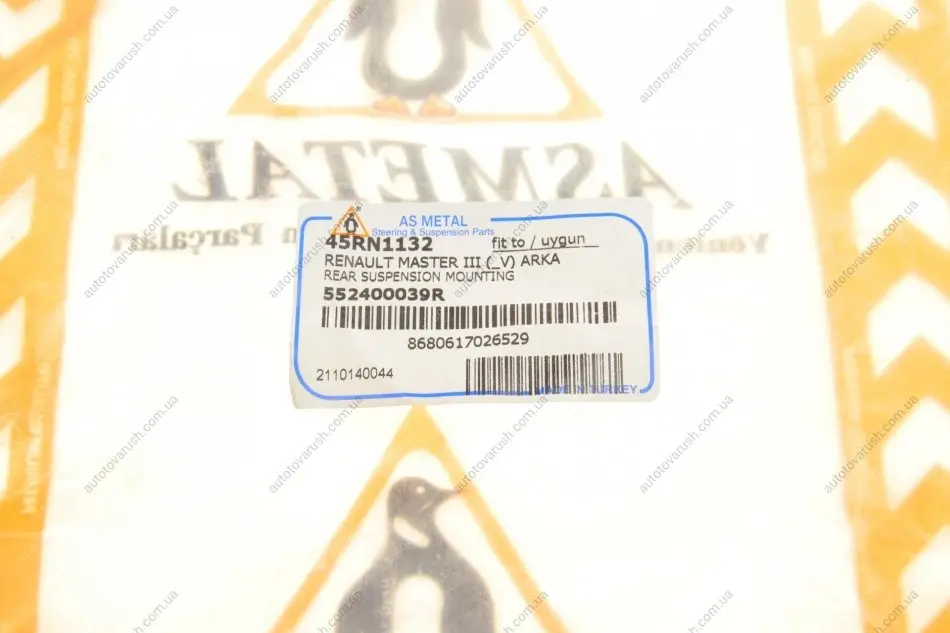 ASMETAL
n Parçaları
AS METAL
Steering & Suspension Parts
45RN1132
fit to / uygun
RENAULT MASTER III (_V) ARKA
REAR SUSPENSION MOUNTING
552400039R
8680617026529
2110140044
MADE IN TURKEY
autotovarush.com.ua